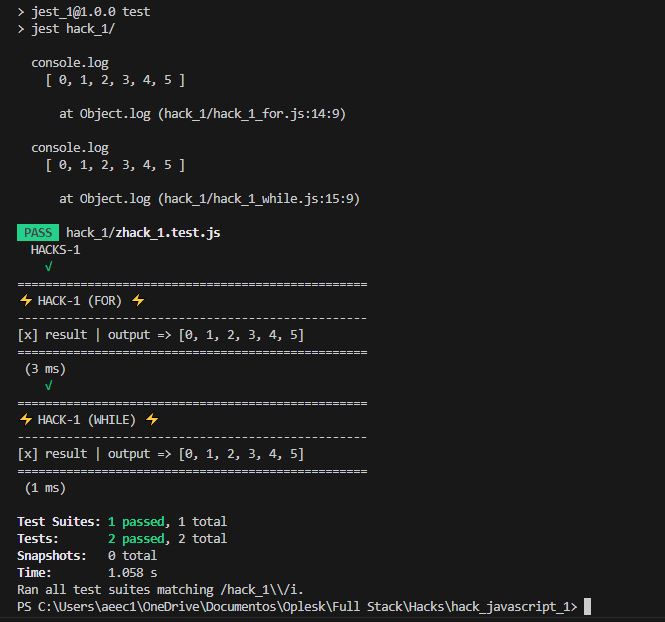 > jest_1@1.0.0 test
> jest hack_1/
console.log
[ 0, 1, 2, 3, 4, 5 ]
at Object.log (hack_1/hack_1_for.js:14:9)
console.log
[ 0, 1, 2, 3, 4, 5 ]
at Object.log (hack_1/hack_1_while.js:15:9)
PASS hack_1/zhack_1.test.js
HACKS-1
√
==================================================
⚡ HACK-1 (FOR) ⚡
--------------------------------------------------
[x] result | output => [0, 1, 2, 3, 4, 5]
==================================================
(3 ms)
√
==================================================
⚡ HACK-1 (WHILE) ⚡
--------------------------------------------------
[x] result | output => [0, 1, 2, 3, 4, 5]
==================================================
(1 ms)
Test Suites: 1 passed, 1 total
Tests: 2 passed, 2 total
Snapshots: 0 total
Time: 1.058 s
Ran all test suites matching /hack_1\\/i.
PS C:\Users\aeec1\OneDrive\Documentos\Oplesk\Full Stack\Hacks\hack_javascript_1>